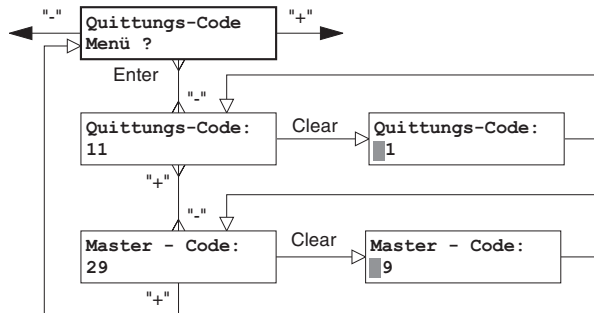 "-"
Quittungs-Code
Menü ?
"+"
Enter
"-"
Quittungs-Code:
11
Clear
Quittungs-Code:
1
"+"
"-"
Master - Code:
29
Clear
Master - Code:
9
"+"